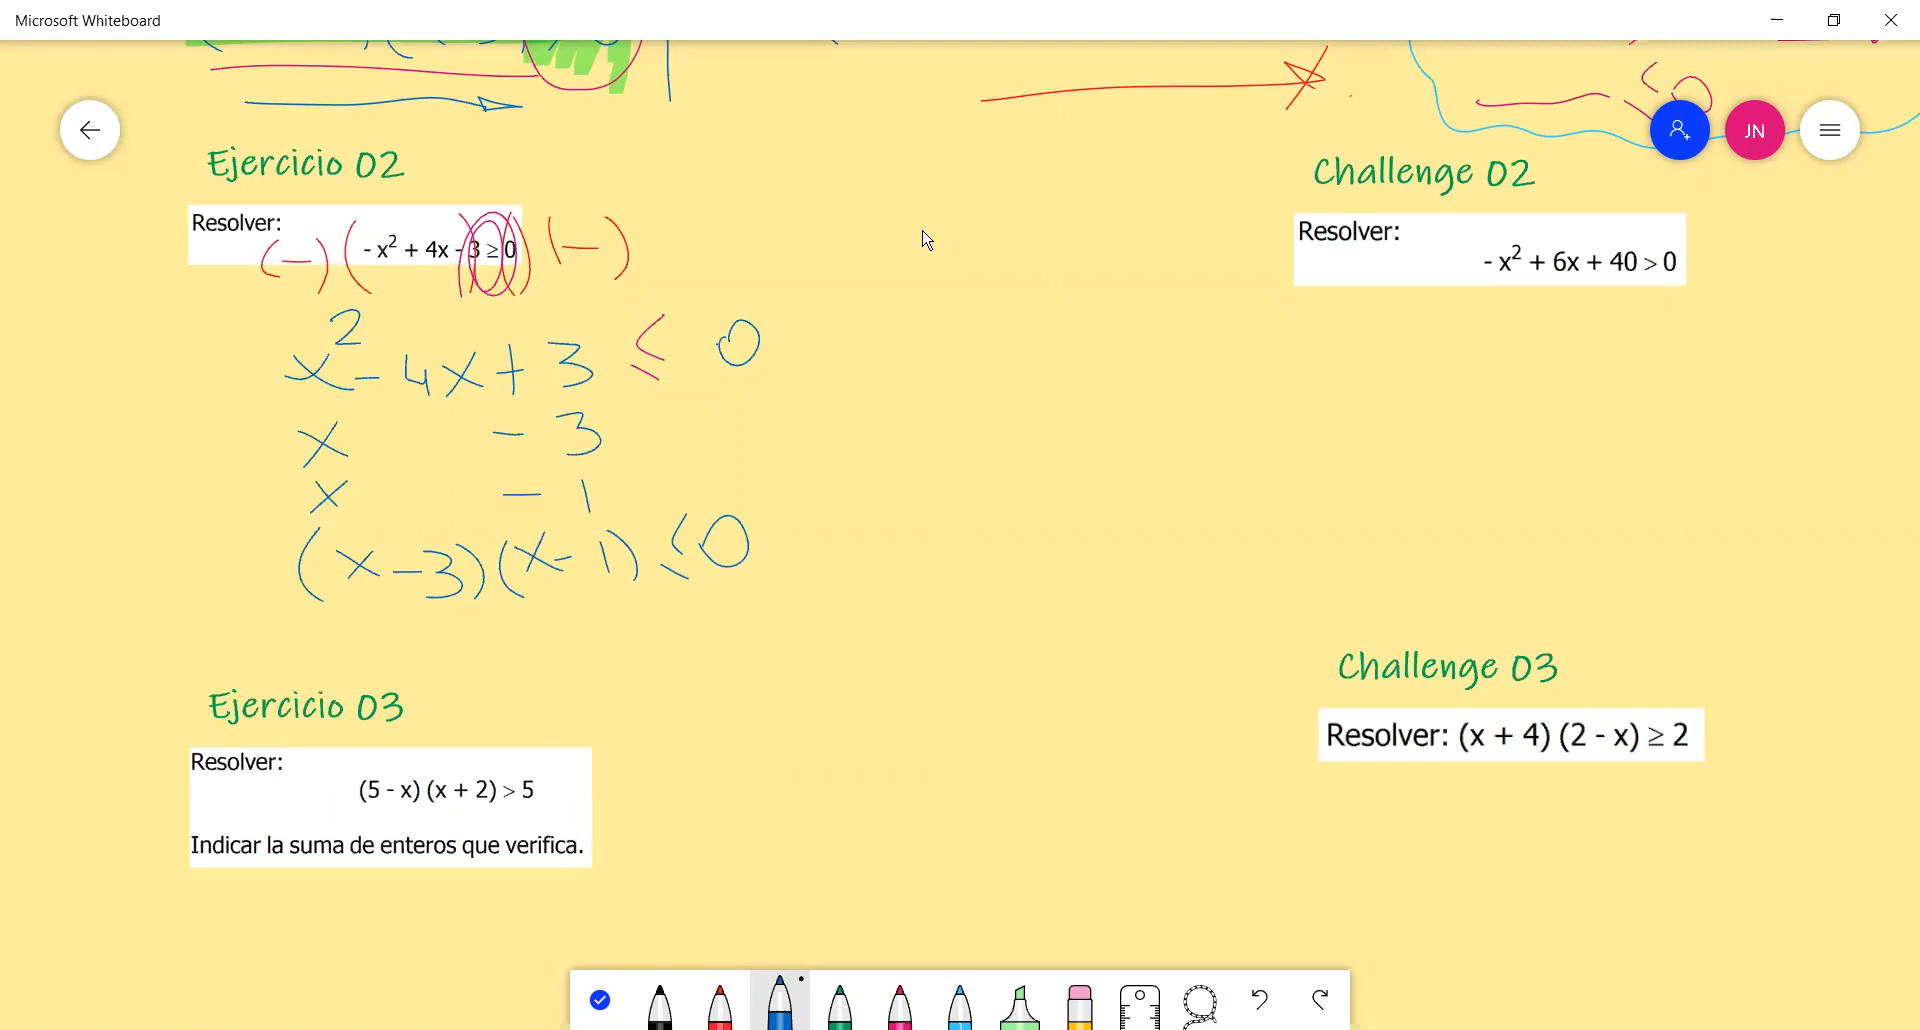 Microsoft Whiteboard
≤ 0
JN
Ejercicio 02
Resolver:
(-) ( - x² + 4x - 3 ≥ 0 ) (-)
x² - 4x + 3 ≤ 0
x - 3
x - 1
(x - 3)(x - 1) ≤ 0
Challenge 02
Resolver:
- x² + 6x + 40 > 0
Ejercicio 03
Resolver:
(5 - x) (x + 2) > 5
Indicar la suma de enteros que verifica.
Challenge 03
Resolver: (x + 4) (2 - x) ≥ 2